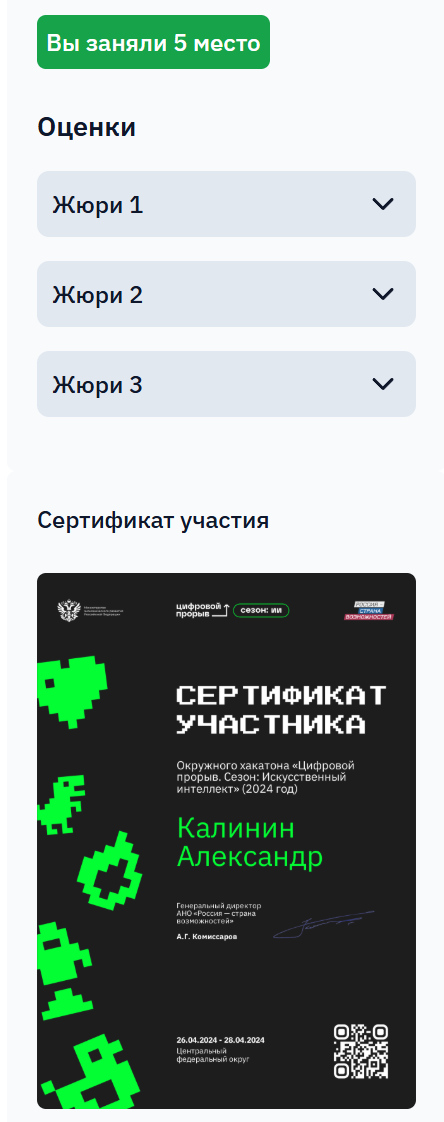 Вы заняли 5 место
Оценки
Жюри 1
Жюри 2
Жюри 3
Сертификат участия
цифровой
прорыв
сезон: ии
РОССИЯ –
СТРАНА
ВОЗМОЖНОСТЕЙ
СЕРТИФИКАТ
УЧАСТНИКА
Окружного хакатона «Цифровой
прорыв. Сезон: Искусственный
интеллект» (2024 год)
Калинин
Александр
Генеральный директор
АНО «Россия — страна
возможностей»
А.Г. Комиссаров
26.04.2024 - 28.04.2024
Центральный
федеральный округ